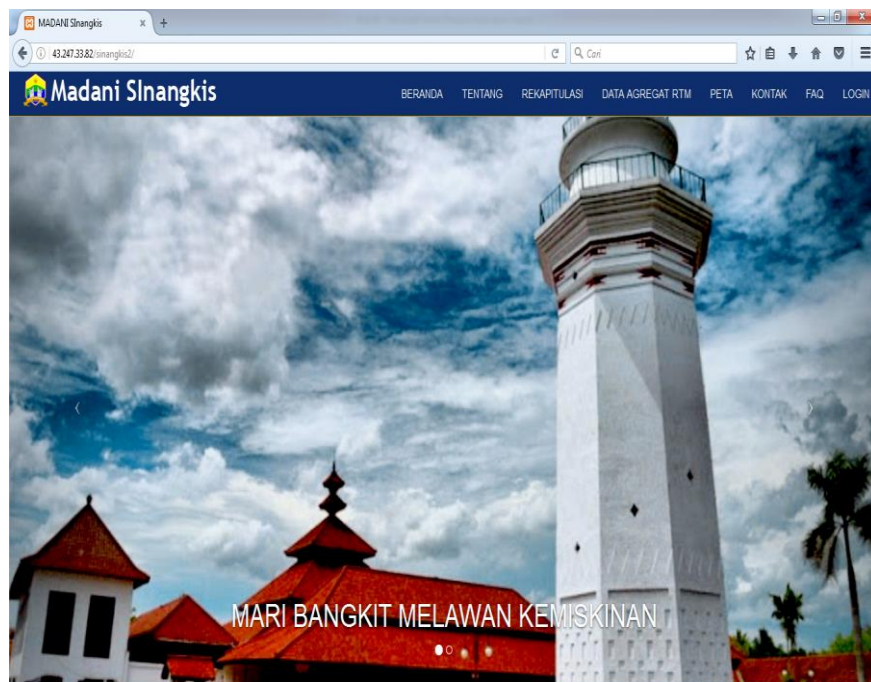 MADANI SInangkis
43.247.33.82/sinangkis2/
Cari
Madani SInangkis
BERANDA TENTANG REKAPITULASI DATA AGREGAT RTM PETA KONTAK FAQ LOGIN
MARI BANGKIT MELAWAN KEMISKINAN